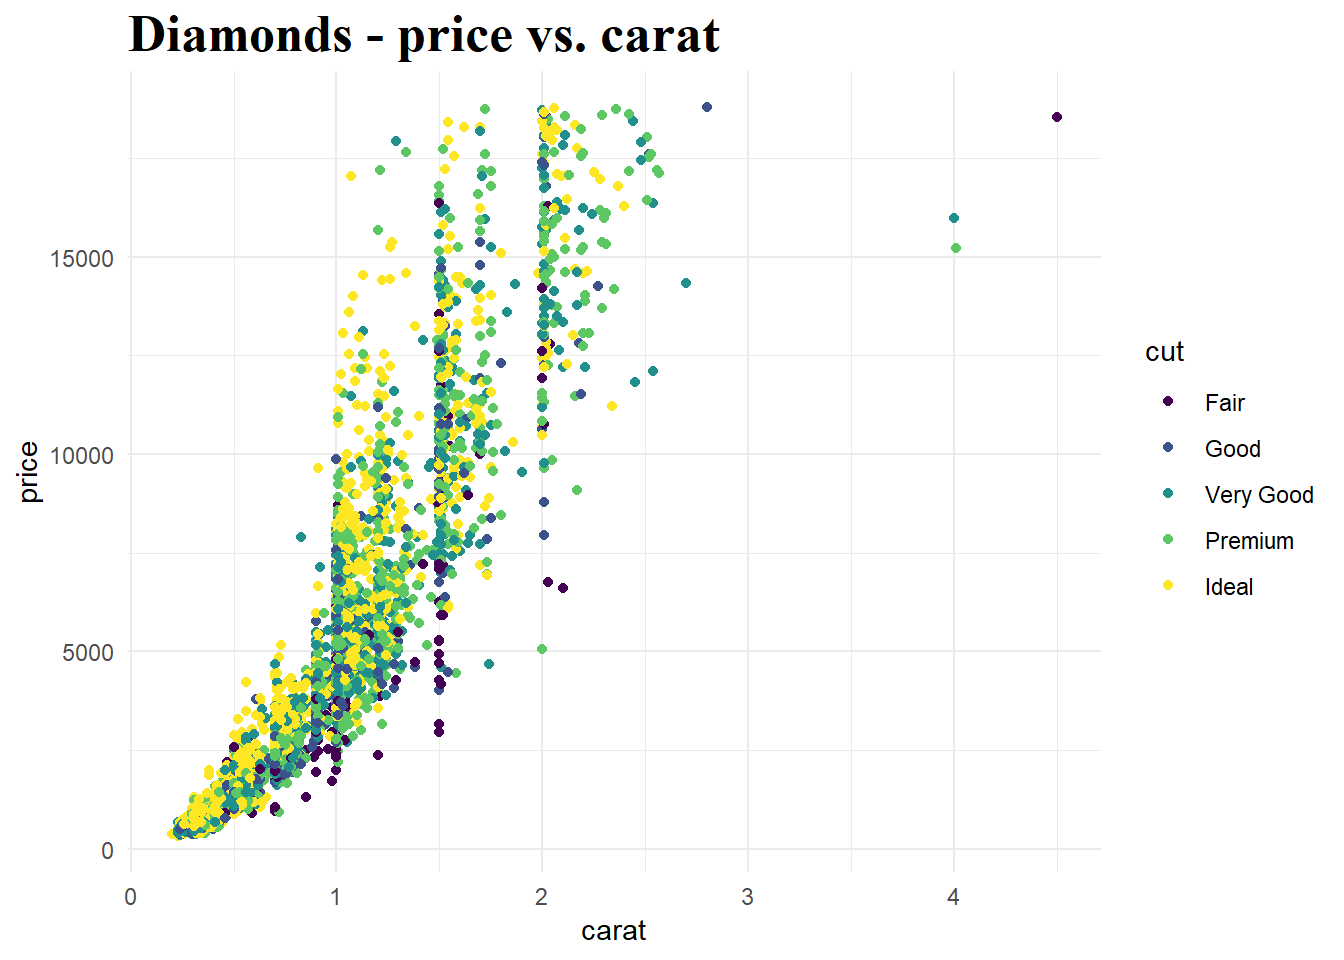 Diamonds - price vs. carat
15000
10000
5000
0
price
0 1 2 3 4
carat
cut
Fair
Good
Very Good
Premium
Ideal